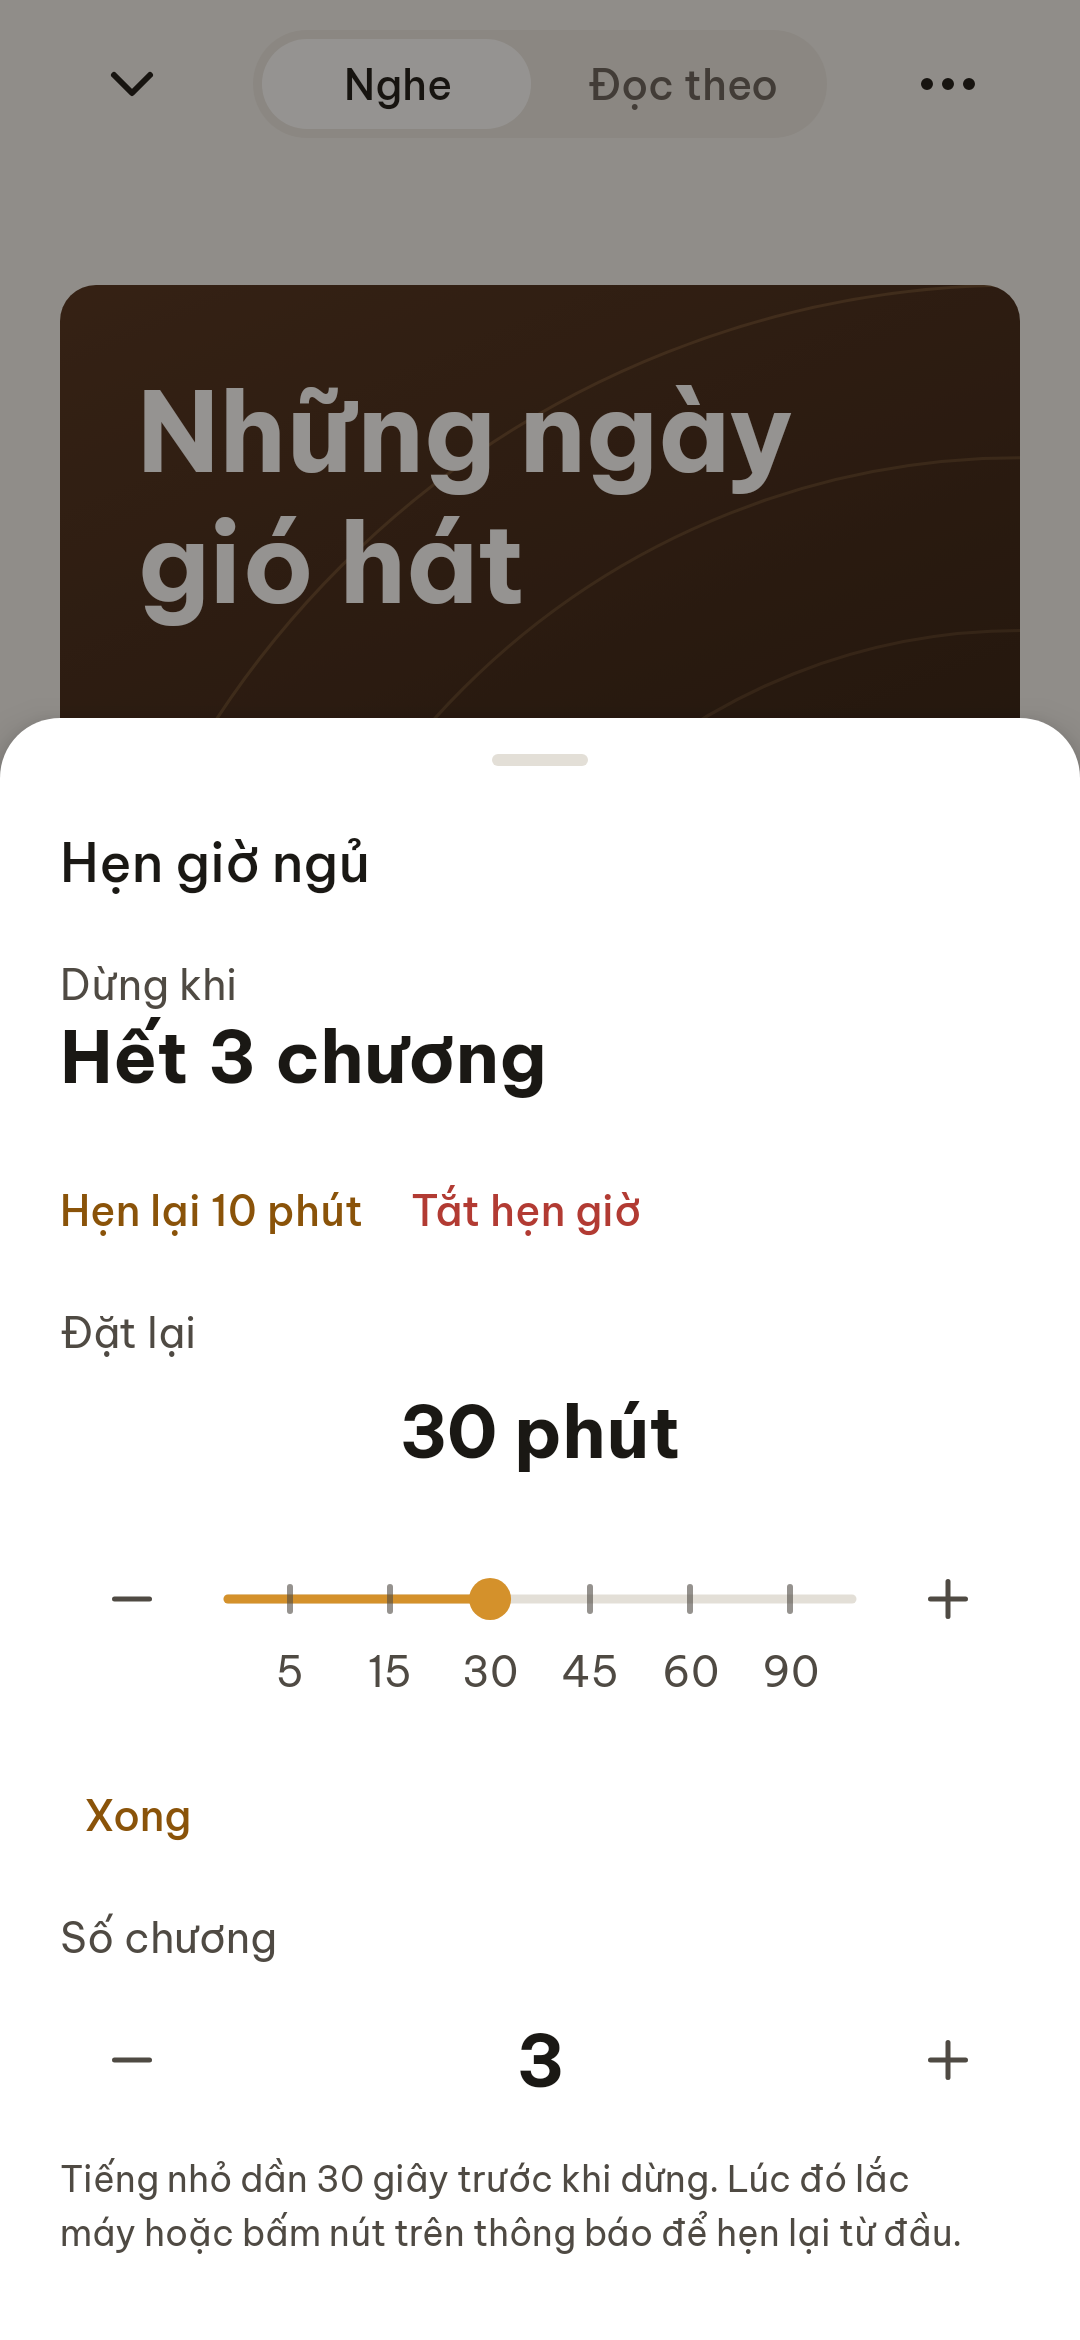 Nghe
Đọc theo
Những ngày
gió hát
Hẹn giờ ngủ
Dừng khi
Hết 3 chương
Hẹn lại 10 phút
Tắt hẹn giờ
Đặt lại
30 phút
5 15 30 45 60 90
Xong
Số chương
3
Tiếng nhỏ dần 30 giây trước khi dừng. Lúc đó lắc
máy hoặc bấm nút trên thông báo để hẹn lại từ đầu.